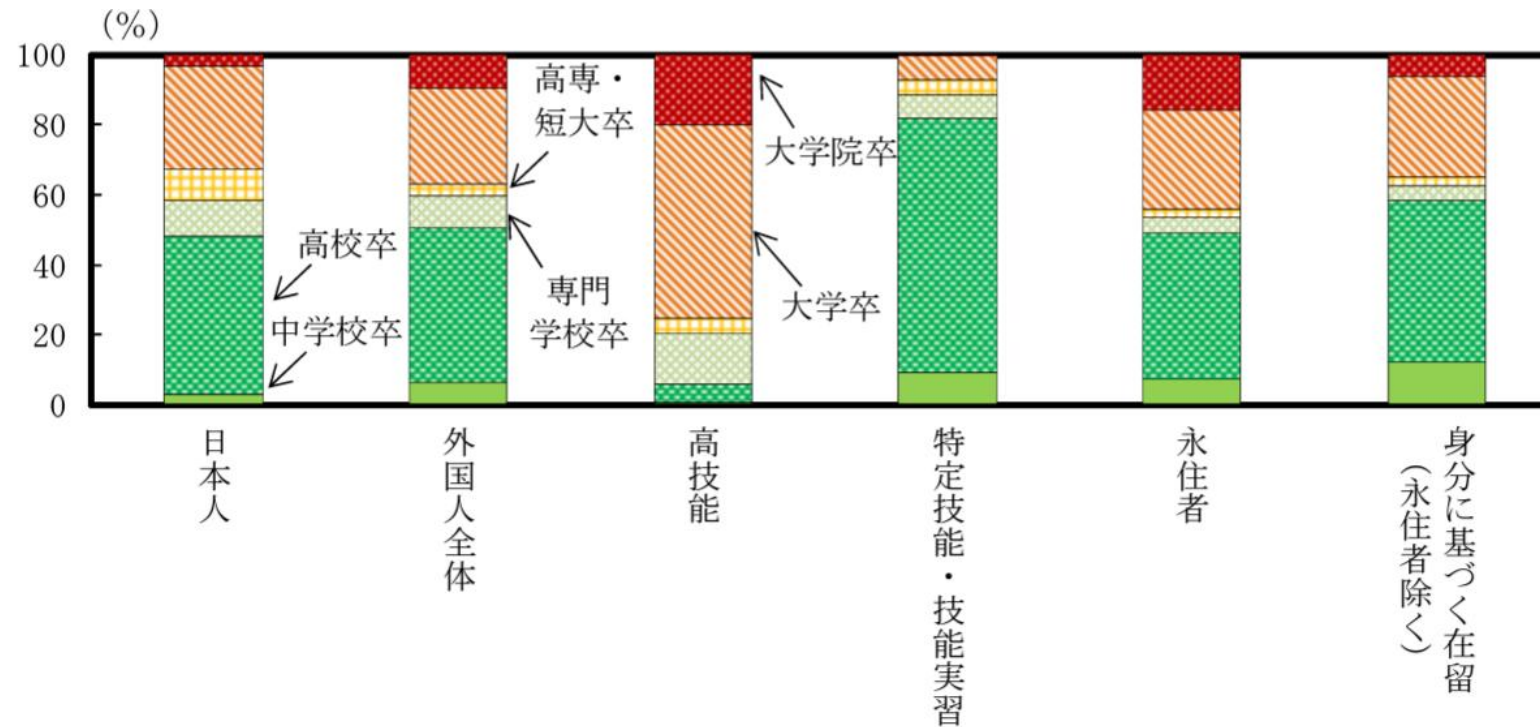 (%)
100
80
60
40
20
0
高専・
短大卒
大学院卒
高校卒
中学校卒
専門
学校卒
大学卒
日本人
外国人全体
高技能
特定技能・技能実習
永住者
身分に基づく在留
（永住者除く）